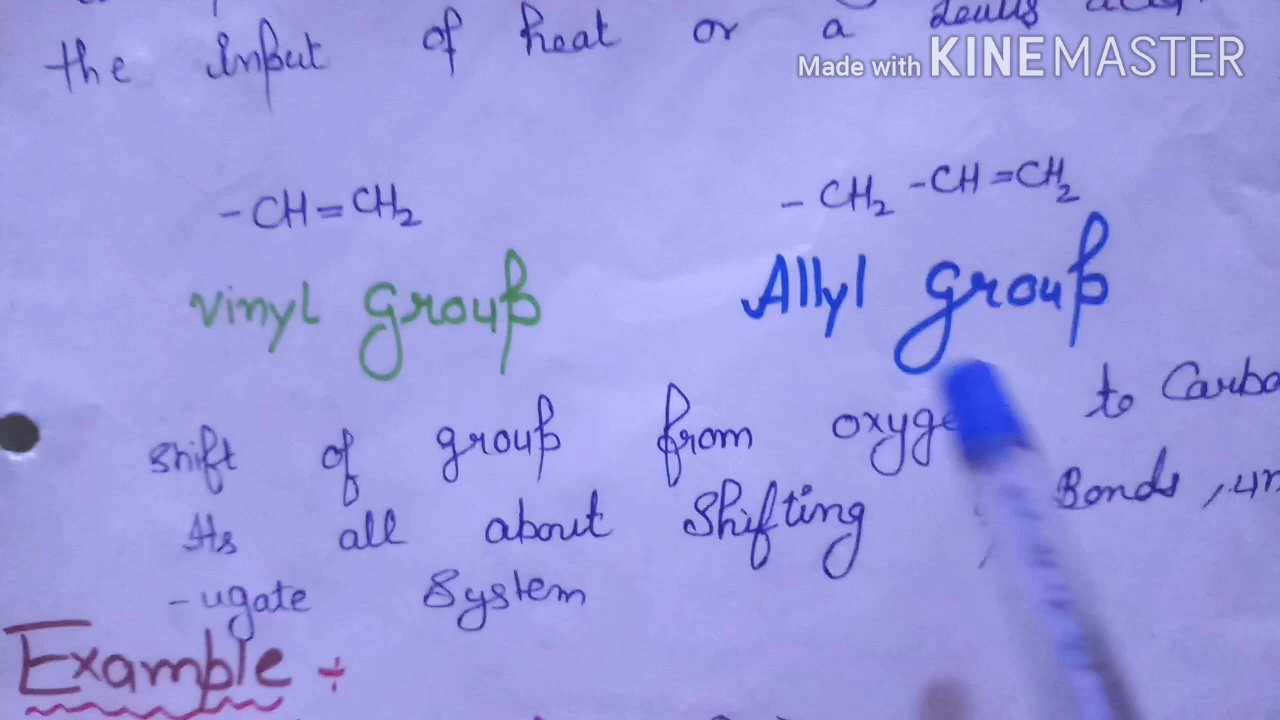 the input of heat or a
Made with KINEMASTER
-CH=CH2
-CH2-CH=CH2
Vinyl Group
Allyl Group
shift of group from to
Its all about shifting Bonds,
-ugate System
Example ÷